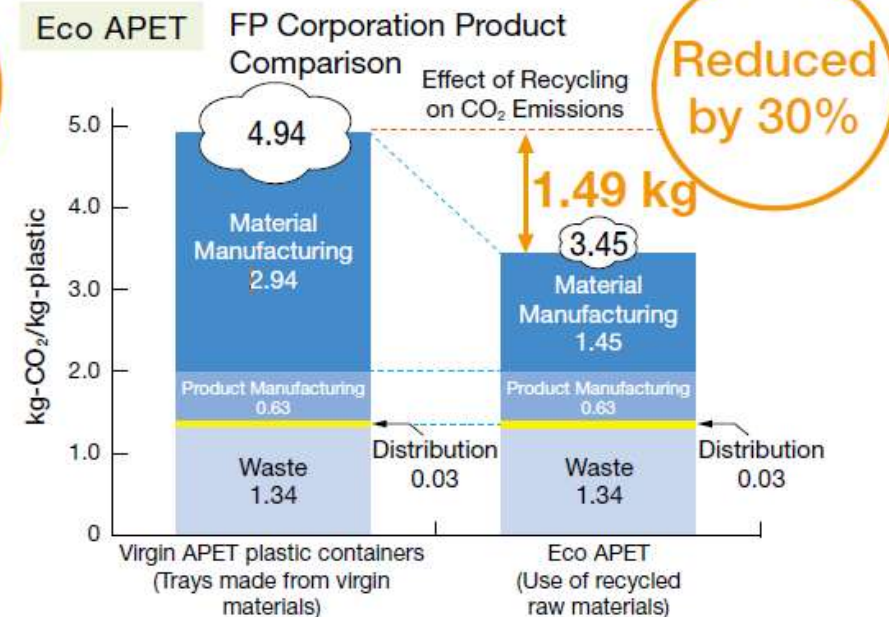 Eco APET
FP Corporation Product
Comparison
Effect of Recycling
on CO₂ Emissions
Reduced
by 30%
kg-CO₂/kg-plastic
5.0
4.0
3.0
2.0
1.0
0
4.94
Material
Manufacturing
2.94
Product Manufacturing
0.63
Distribution
0.03
Waste
1.34
Virgin APET plastic containers
(Trays made from virgin
materials)
1.49 kg
3.45
Material
Manufacturing
1.45
Product Manufacturing
0.63
Distribution
0.03
Waste
1.34
Eco APET
(Use of recycled
raw materials)